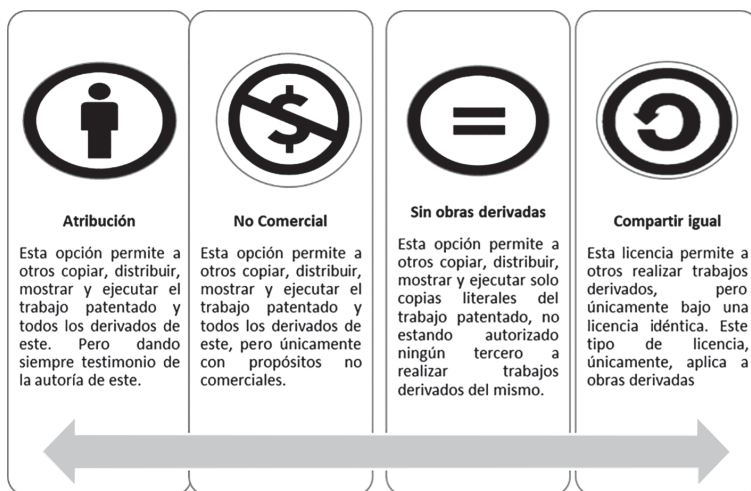 Atribución
Esta opción permite a
otros copiar, distribuir,
mostrar y ejecutar el
trabajo patentado y
todos los derivados de
este. Pero dando
siempre testimonio de
la autoría de este.
$
No Comercial
Esta opción permite a
otros copiar, distribuir,
mostrar y ejecutar el
trabajo patentado y
todos los derivados de
este, pero únicamente
con propósitos no
comerciales.
=
Sin obras derivadas
Esta opción permite a
otros copiar, distribuir,
mostrar y ejecutar solo
copias literales del
trabajo patentado, no
estando autorizado
ningún tercero a
realizar trabajos
derivados del mismo.
Compartir igual
Esta licencia permite a
otros realizar trabajos
derivados, pero
únicamente bajo una
licencia idéntica. Este
tipo de licencia,
únicamente, aplica a
obras derivadas